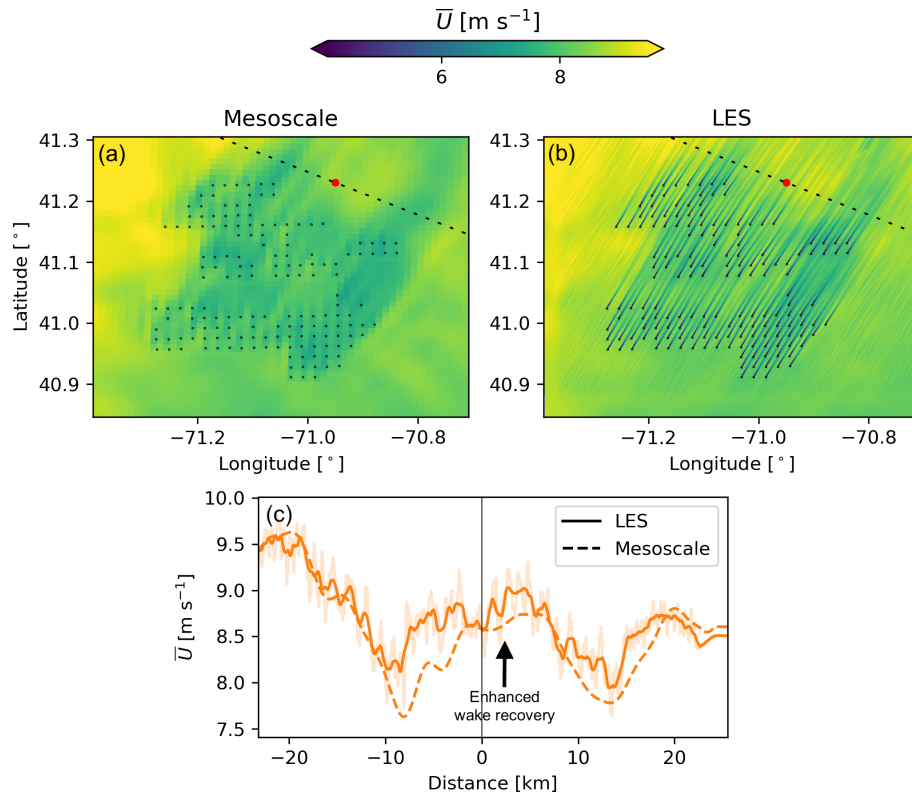 U [m s⁻¹]
6 8
Mesoscale LES
(a) (b)
41.3 41.3
41.2 41.2
41.1 41.1
41.0 41.0
40.9 40.9
Latitude [°]
−71.2 −71.0 −70.8 −71.2 −71.0 −70.8
Longitude [°] Longitude [°]
(c)
10.0
9.5
9.0
8.5
8.0
7.5
U̅ [m s⁻¹]
LES
Mesoscale
Enhanced
wake recovery
−20 −10 0 10 20
Distance [km]